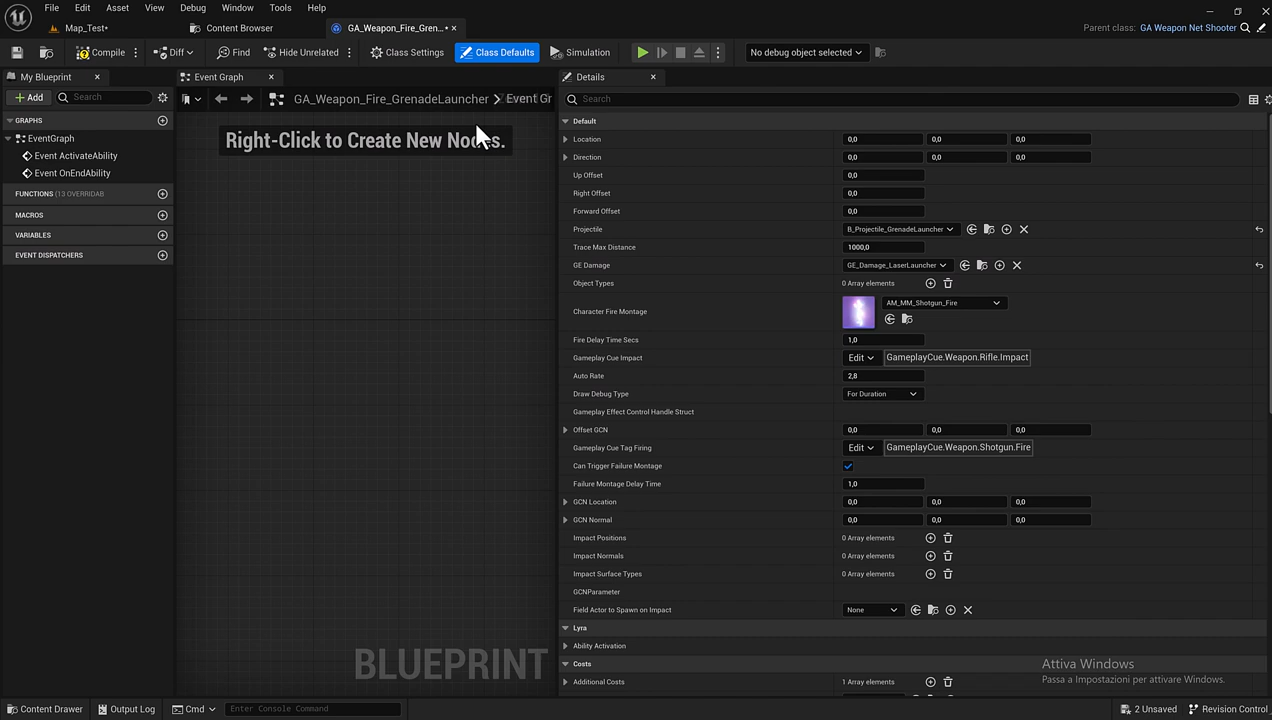 File Edit Asset View Debug Window Tools Help
Map_Test* Content Browser GA_Weapon_Fire_Gren...* Parent class: GA Weapon Net Shooter
Compile Diff Find Hide Unrelated Class Settings Class Defaults Simulation No debug object selected
My Blueprint Event Graph Details
Add Search GA_Weapon_Fire_GrenadeLauncher Event Gr Search
GRAPHS
EventGraph
Event ActivateAbility
Event OnEndAbility
FUNCTIONS (13 OVERRIDAB
MACROS
VARIABLES
EVENT DISPATCHERS
Right-Click to Create New Nodes.
BLUEPRINT
Default
Location 0,0 0,0 0,0
Direction 0,0 0,0 0,0
Up Offset 0,0
Right Offset 0,0
Forward Offset 0,0
Projectile B_Projectile_GrenadeLauncher
Trace Max Distance 1000,0
GE Damage GE_Damage_LaserLauncher
Object Types 0 Array elements
Character Fire Montage AM_MM_Shotgun_Fire
Fire Delay Time Secs 1,0
Gameplay Cue Impact Edit GameplayCue.Weapon.Rifle.Impact
Auto Rate 2,8
Draw Debug Type For Duration
Gameplay Effect Control Handle Struct
Offset GCN 0,0 0,0 0,0
Gameplay Cue Tag Firing Edit GameplayCue.Weapon.Shotgun.Fire
Can Trigger Failure Montage
Failure Montage Delay Time 1,0
GCN Location 0,0 0,0 0,0
GCN Normal 0,0 0,0 0,0
Impact Positions 0 Array elements
Impact Normals 0 Array elements
Impact Surface Types 0 Array elements
GCNParameter
Field Actor to Spawn on Impact None
Lyra
Ability Activation
Costs
Additional Costs 1 Array elements
Attiva Windows
Passa a Impostazioni per attivare Windows.
Content Drawer Output Log Cmd Enter Console Command 2 Unsaved Revision Control